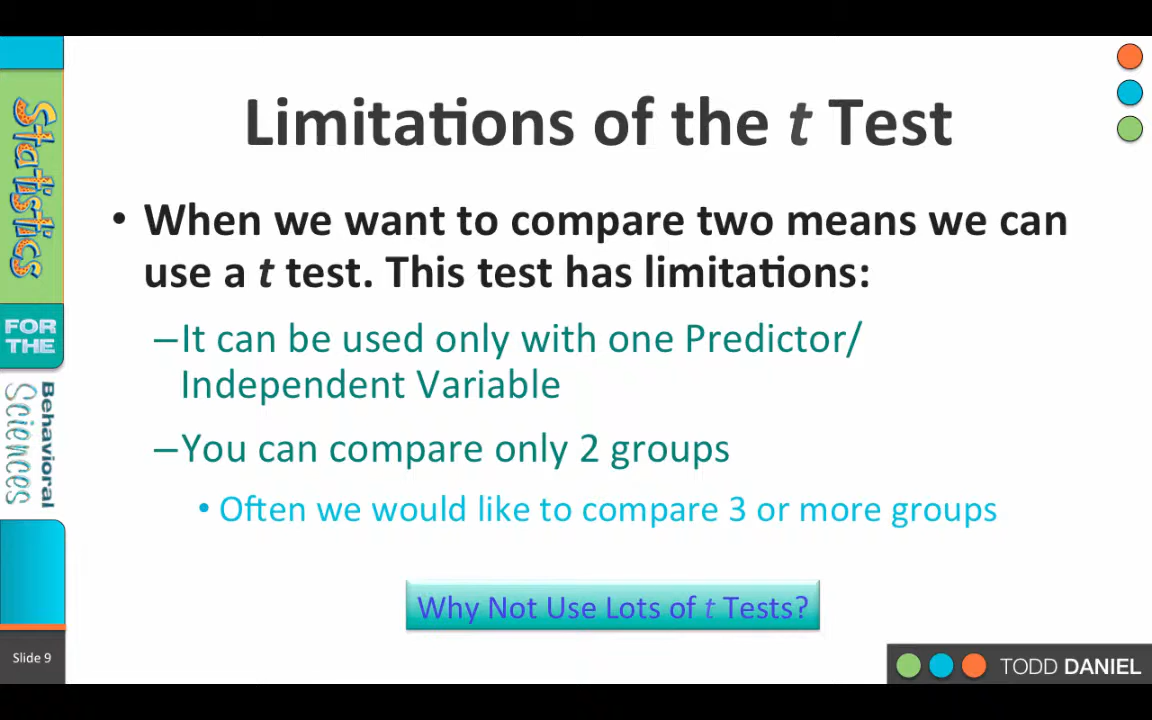 Statistics
FOR
THE
Behavioral
Sciences
Slide 9
Limitations of the t Test
• When we want to compare two means we can
use a t test. This test has limitations:
–It can be used only with one Predictor/
Independent Variable
–You can compare only 2 groups
• Often we would like to compare 3 or more groups
Why Not Use Lots of t Tests?
TODD DANIEL